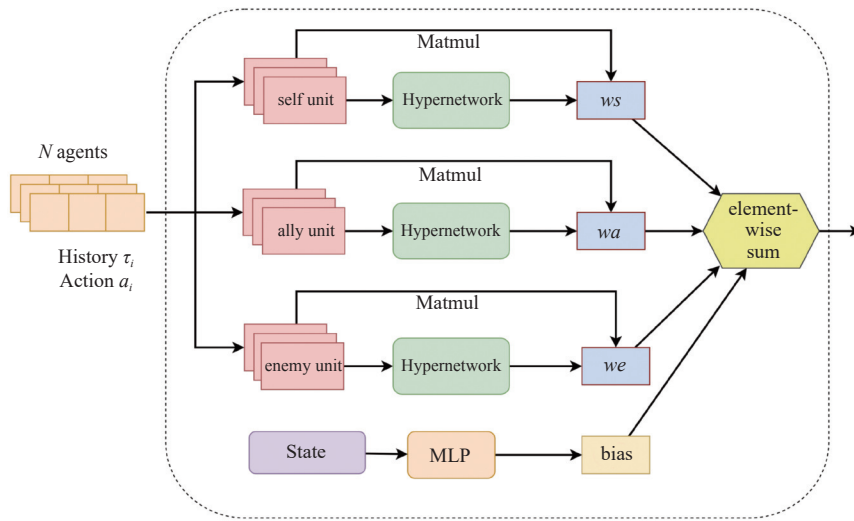 Matmul
self unit
Hypernetwork
ws
N agents
History τi
Action ai
Matmul
ally unit
Hypernetwork
wa
element-
wise
sum
Matmul
enemy unit
Hypernetwork
we
State
MLP
bias